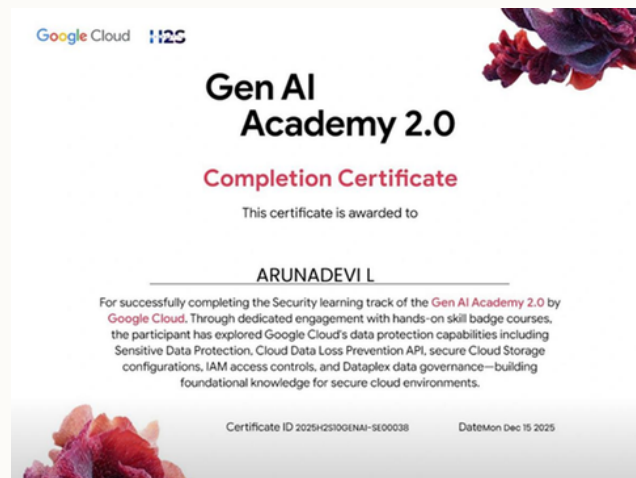 Google Cloud H2S
Gen AI
Academy 2.0
Completion Certificate
This certificate is awarded to
ARUNADEVI L
For successfully completing the Security learning track of the Gen AI Academy 2.0 by
Google Cloud. Through dedicated engagement with hands-on skill badge courses,
the participant has explored Google Cloud's data protection capabilities including
Sensitive Data Protection, Cloud Data Loss Prevention API, secure Cloud Storage
configurations, IAM access controls, and Dataplex data governance—building
foundational knowledge for secure cloud environments.
Certificate ID 2025H2S10GENAI-SE00038 DateMon Dec 15 2025